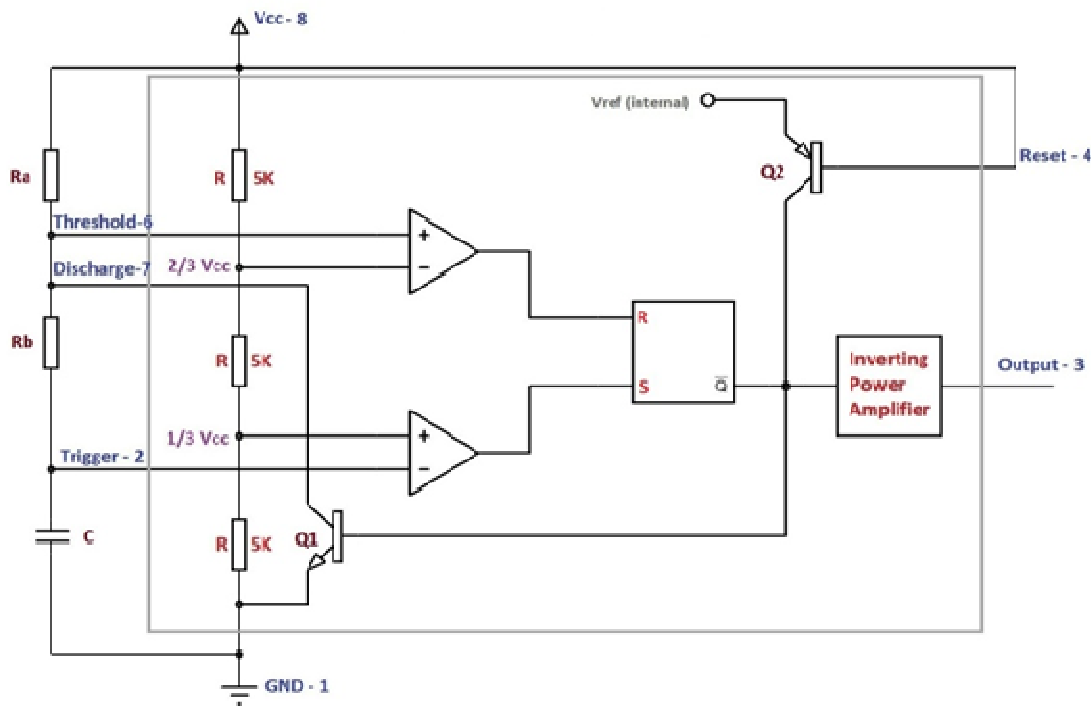 Vcc - 8
Vref (internal)
Reset - 4
Q2
Ra
R 5K
Threshold-6
+
2/3 Vcc
−
Discharge-7
R
Rb
R 5K
Inverting
Power
Amplifier
Output - 3
S Q̅
1/3 Vcc
+
Trigger - 2
−
C
R 5K
Q1
GND - 1